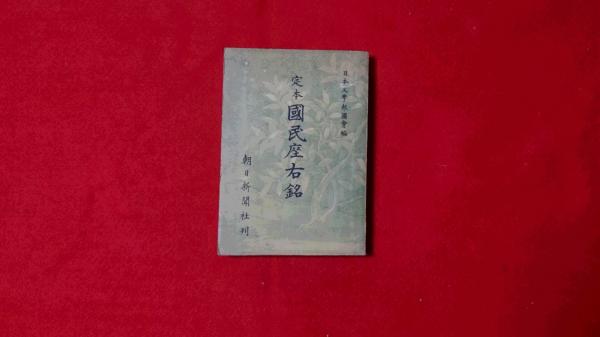 日本文學報國會編
定本國民座右銘
朝日新聞社刊